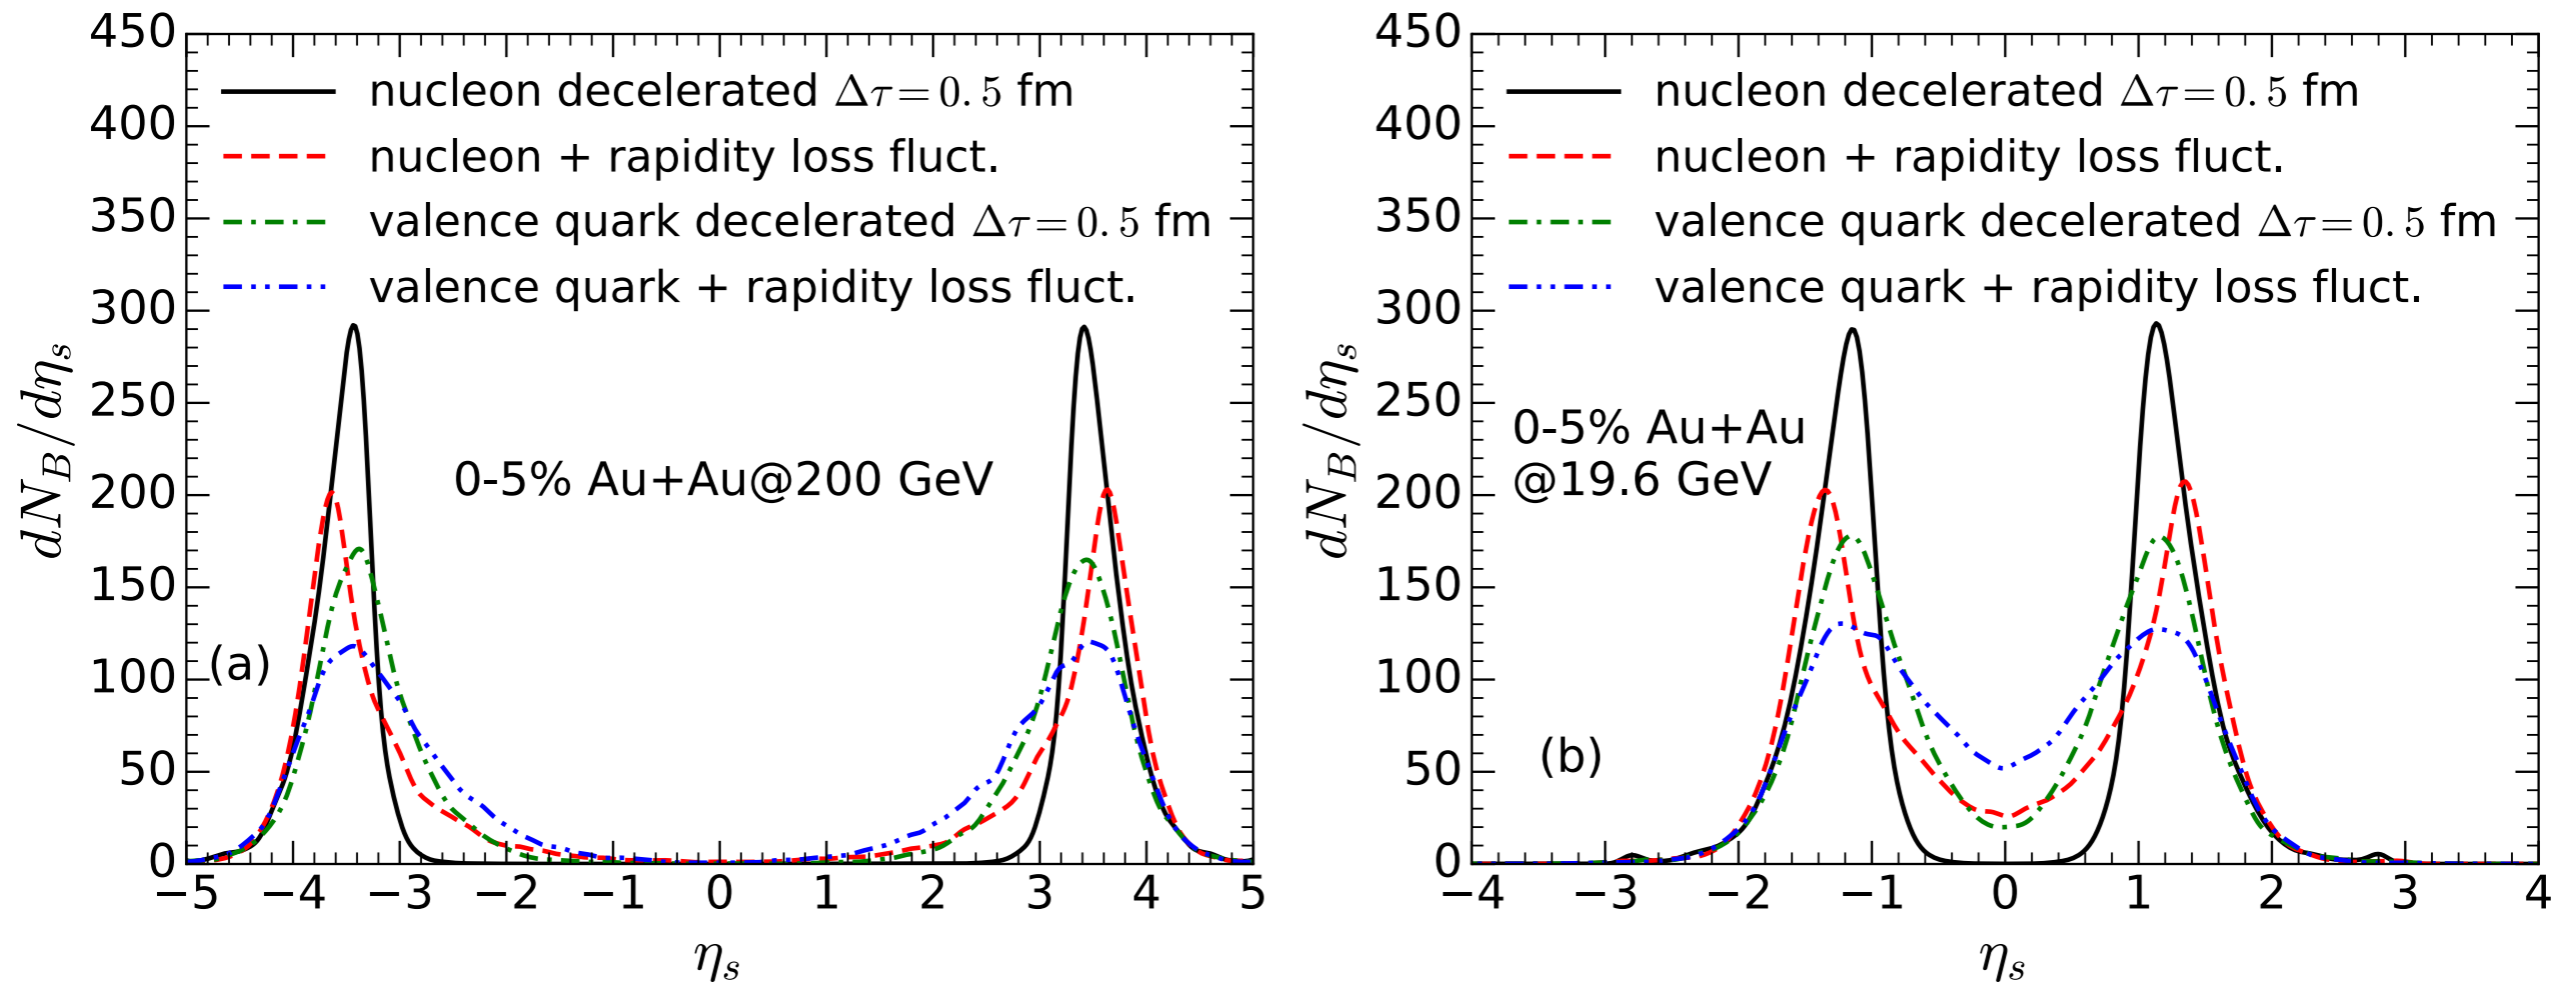 450
400
350
300
250
200
150
100
50
0
dN_B/dη_s
nucleon decelerated Δτ=0.5 fm
nucleon + rapidity loss fluct.
valence quark decelerated Δτ=0.5 fm
valence quark + rapidity loss fluct.
0-5% Au+Au@200 GeV
(a)
−5 −4 −3 −2 −1 0 1 2 3 4 5
η_s
450
400
350
300
250
200
150
100
50
0
dN_B/dη_s
nucleon decelerated Δτ=0.5 fm
nucleon + rapidity loss fluct.
valence quark decelerated Δτ=0.5 fm
valence quark + rapidity loss fluct.
0-5% Au+Au
@19.6 GeV
(b)
−4 −3 −2 −1 0 1 2 3 4
η_s